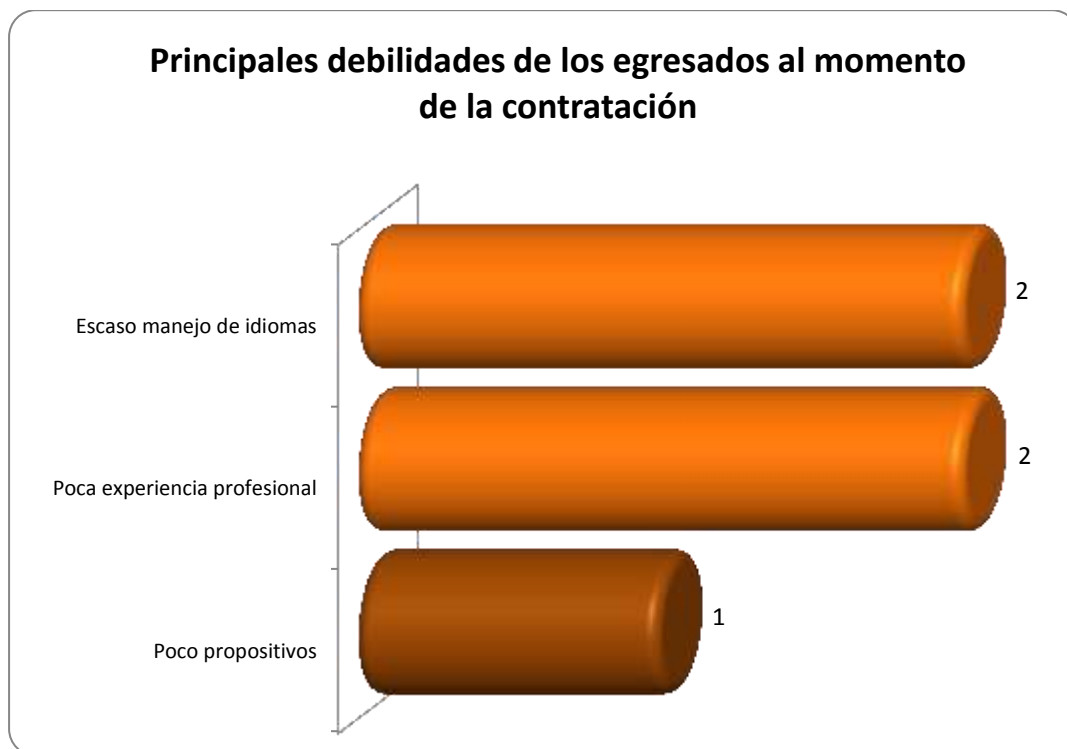 Principales debilidades de los egresados al momento
de la contratación
Escaso manejo de idiomas
2
Poca experiencia profesional
2
Poco propositivos
1